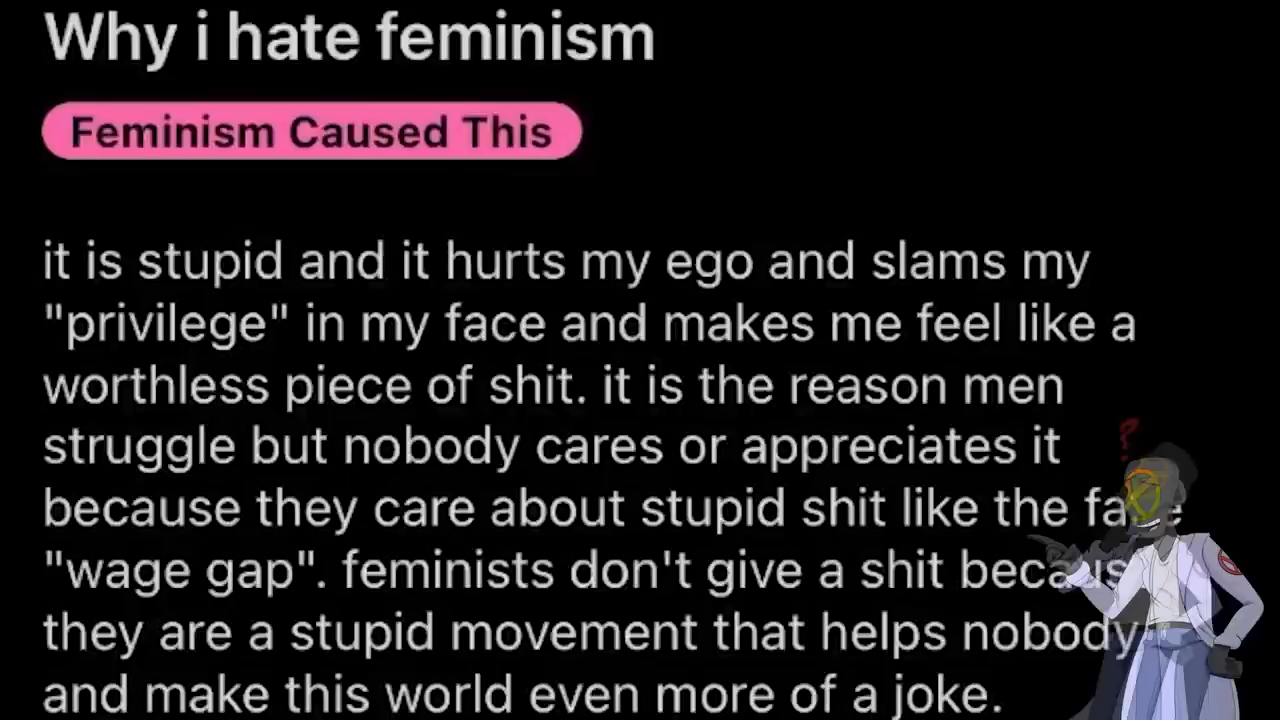 Why i hate feminism
Feminism Caused This
it is stupid and it hurts my ego and slams my
"privilege" in my face and makes me feel like a
worthless piece of shit. it is the reason men
struggle but nobody cares or appreciates it
because they care about stupid shit like the
"wage gap". feminists don't give a shit because
they are a stupid movement that helps nobody
and make this world even more of a joke.
?